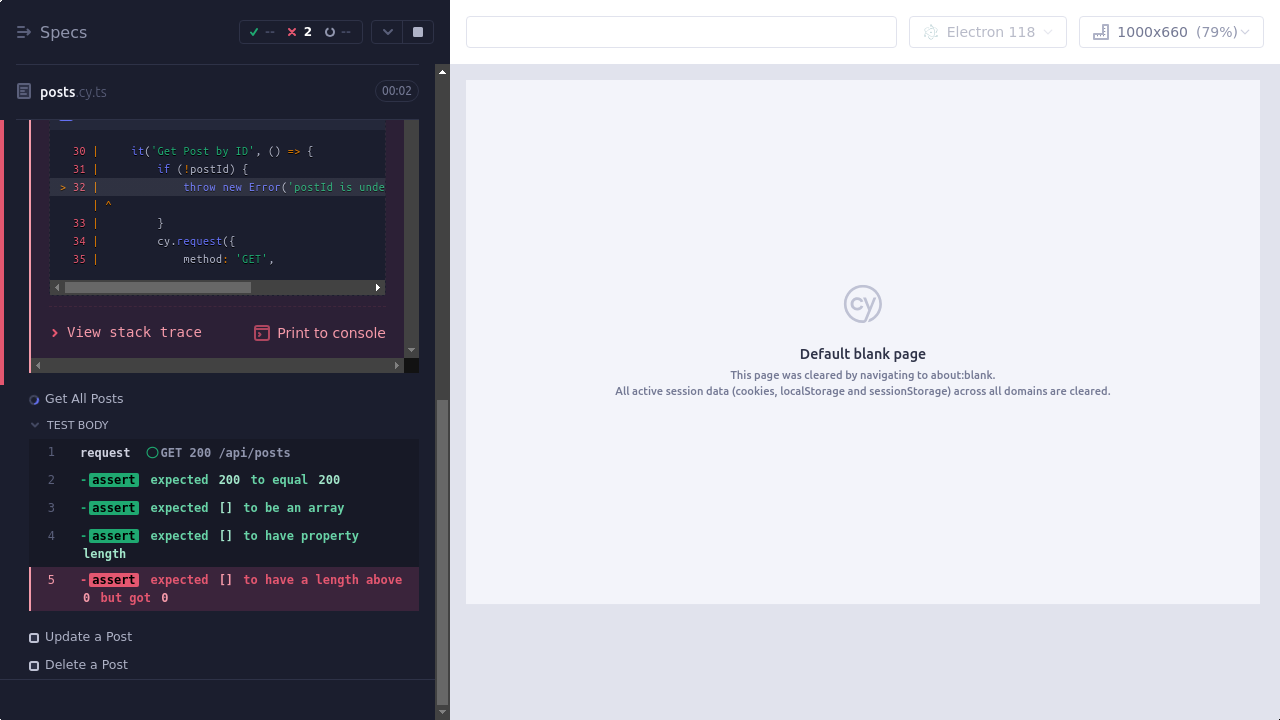 Specs
--
2
--
Electron 118
1000x660 (79%)
posts.cy.ts
00:02
30 | it('Get Post by ID', () => {
31 | if (!postId) {
> 32 | throw new Error('postId is unde
| ^
33 | }
34 | cy.request({
35 | method: 'GET',
View stack trace
Print to console
Get All Posts
TEST BODY
1 request GET 200 /api/posts
2 -assert expected 200 to equal 200
3 -assert expected [] to be an array
4 -assert expected [] to have property
length
5 -assert expected [] to have a length above
0 but got 0
Update a Post
Delete a Post
cy
Default blank page
This page was cleared by navigating to about:blank.
All active session data (cookies, localStorage and sessionStorage) across all domains are cleared.